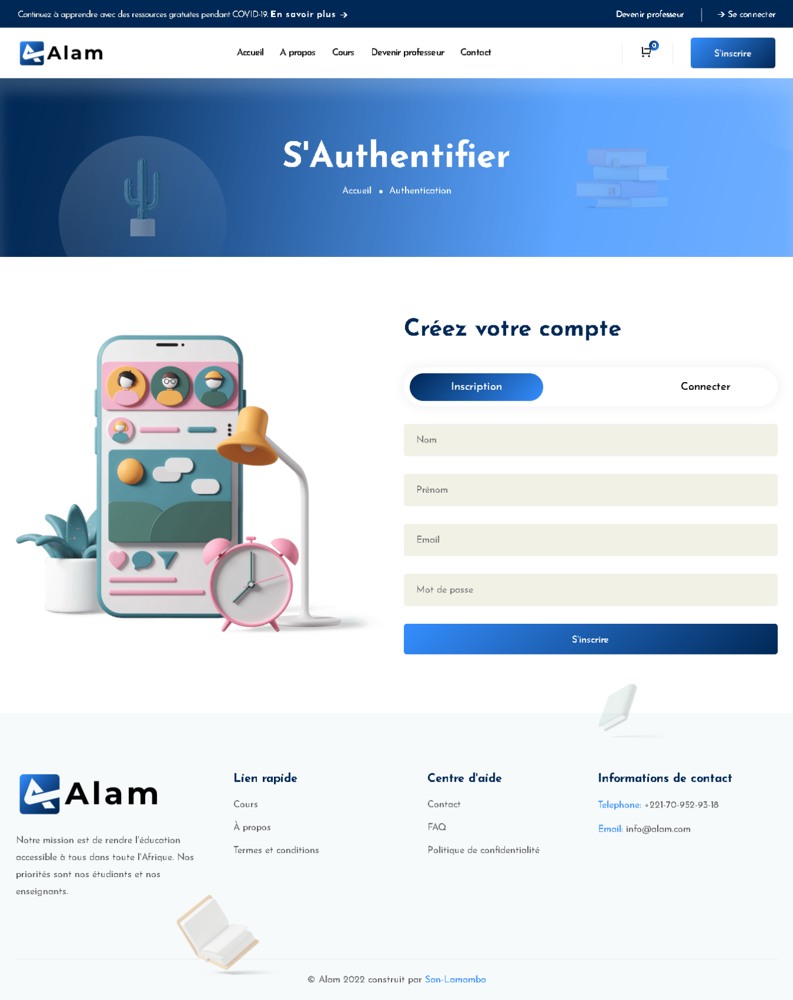 Continuez à apprendre avec des ressources gratuites pendant COVID-19. En savoir plus →
Devenir professeur
→ Se connecter
Alam
Accueil
A propos
Cours
Devenir professeur
Contact
0
S'inscrire
S'Authentifier
Accueil • Authentication
Créez votre compte
Inscription
Connecter
Nom
Prénom
Email
Mot de passe
S'inscrire
Alam
Notre mission est de rendre l'éducation
accessible à tous dans toute l'Afrique. Nos
priorités sont nos étudiants et nos
enseignants.
Lien rapide
Cours
À propos
Termes et conditions
Centre d'aide
Contact
FAQ
Politique de confidentialité
Informations de contact
Telephone: +221-70-952-93-18
Email: info@alam.com
© Alam 2022 construit par San-Lamamba